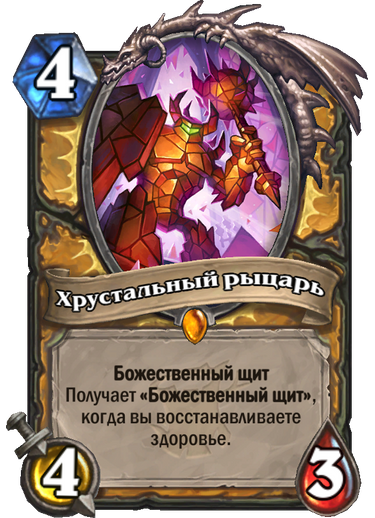 4
Хрустальный рыцарь
Божественный щит
Получает «Божественный щит»,
когда вы восстанавливаете
здоровье.
4
3